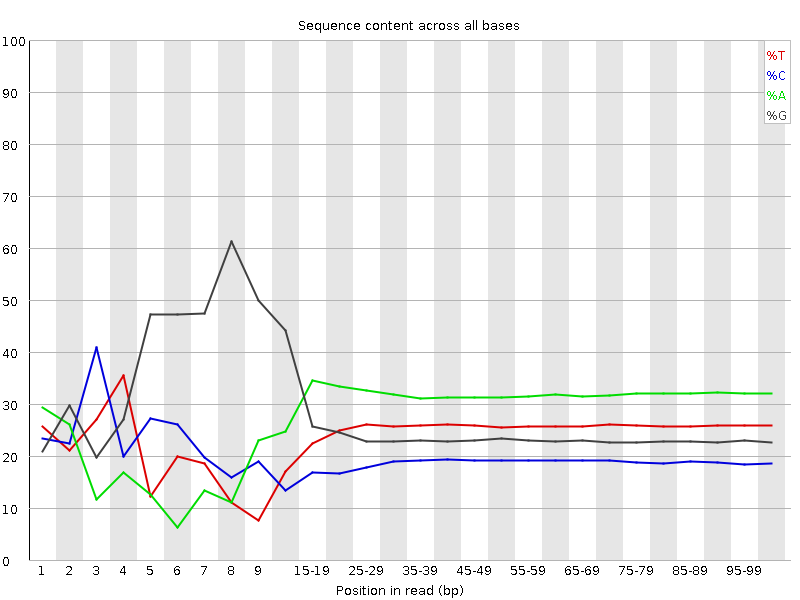 Sequence content across all bases
%T
%C
%A
%G
100
90
80
70
60
50
40
30
20
10
0
1 2 3 4 5 6 7 8 9 15-19 25-29 35-39 45-49 55-59 65-69 75-79 85-89 95-99
Position in read (bp)